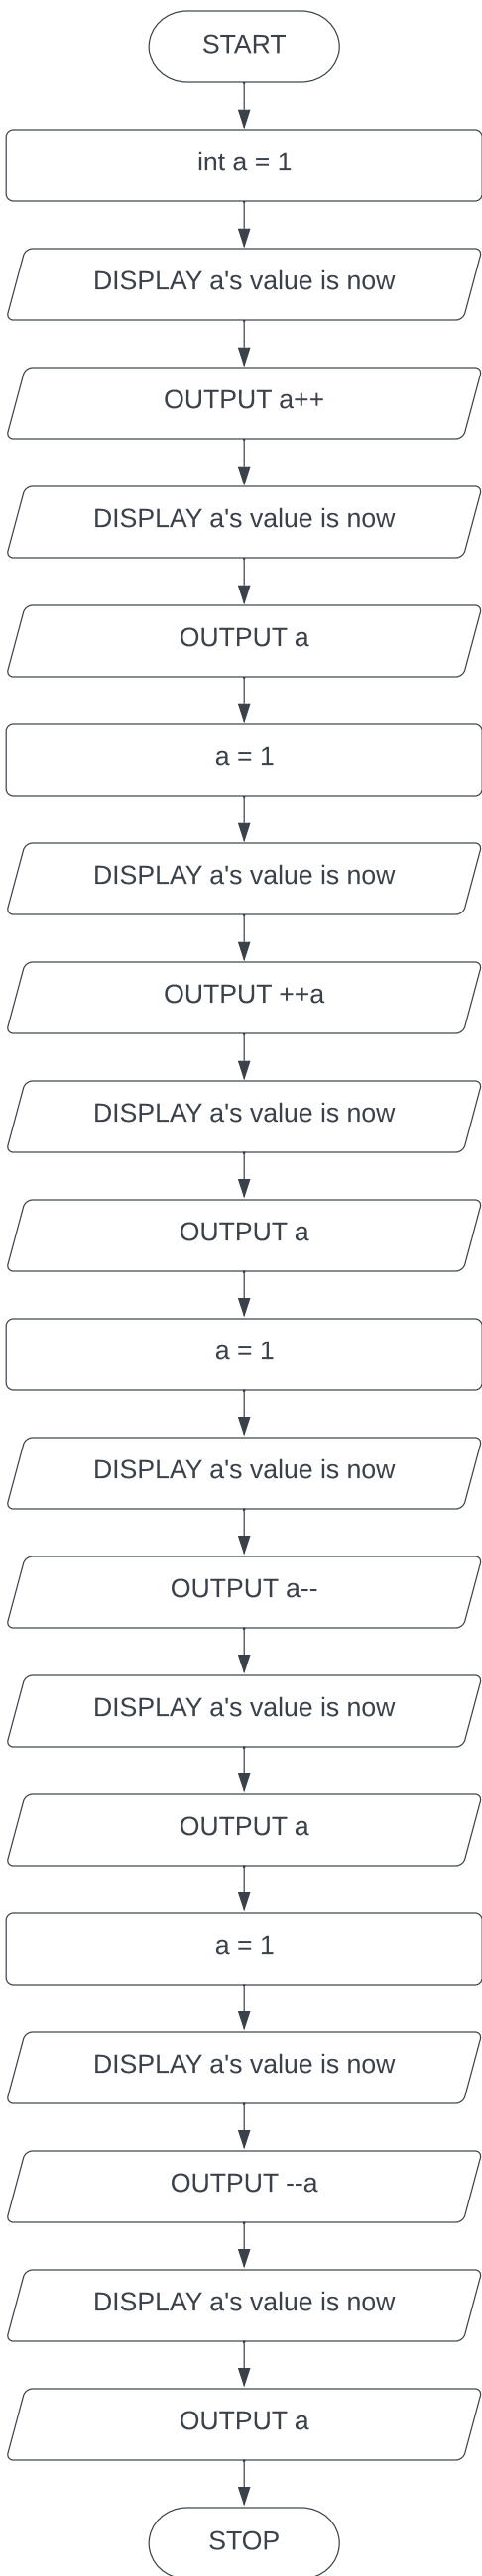 START
int a = 1
DISPLAY a's value is now
OUTPUT a++
DISPLAY a's value is now
OUTPUT a
a = 1
DISPLAY a's value is now
OUTPUT ++a
DISPLAY a's value is now
OUTPUT a
a = 1
DISPLAY a's value is now
OUTPUT a--
DISPLAY a's value is now
OUTPUT a
a = 1
DISPLAY a's value is now
OUTPUT --a
DISPLAY a's value is now
OUTPUT a
STOP